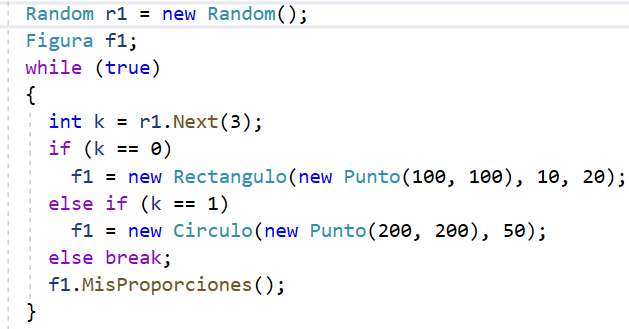 Random r1 = new Random();
Figura f1;
while (true)
{
  int k = r1.Next(3);
  if (k == 0)
    f1 = new Rectangulo(new Punto(100, 100), 10, 20);
  else if (k == 1)
    f1 = new Circulo(new Punto(200, 200), 50);
  else break;
  f1.MisProporciones();
}